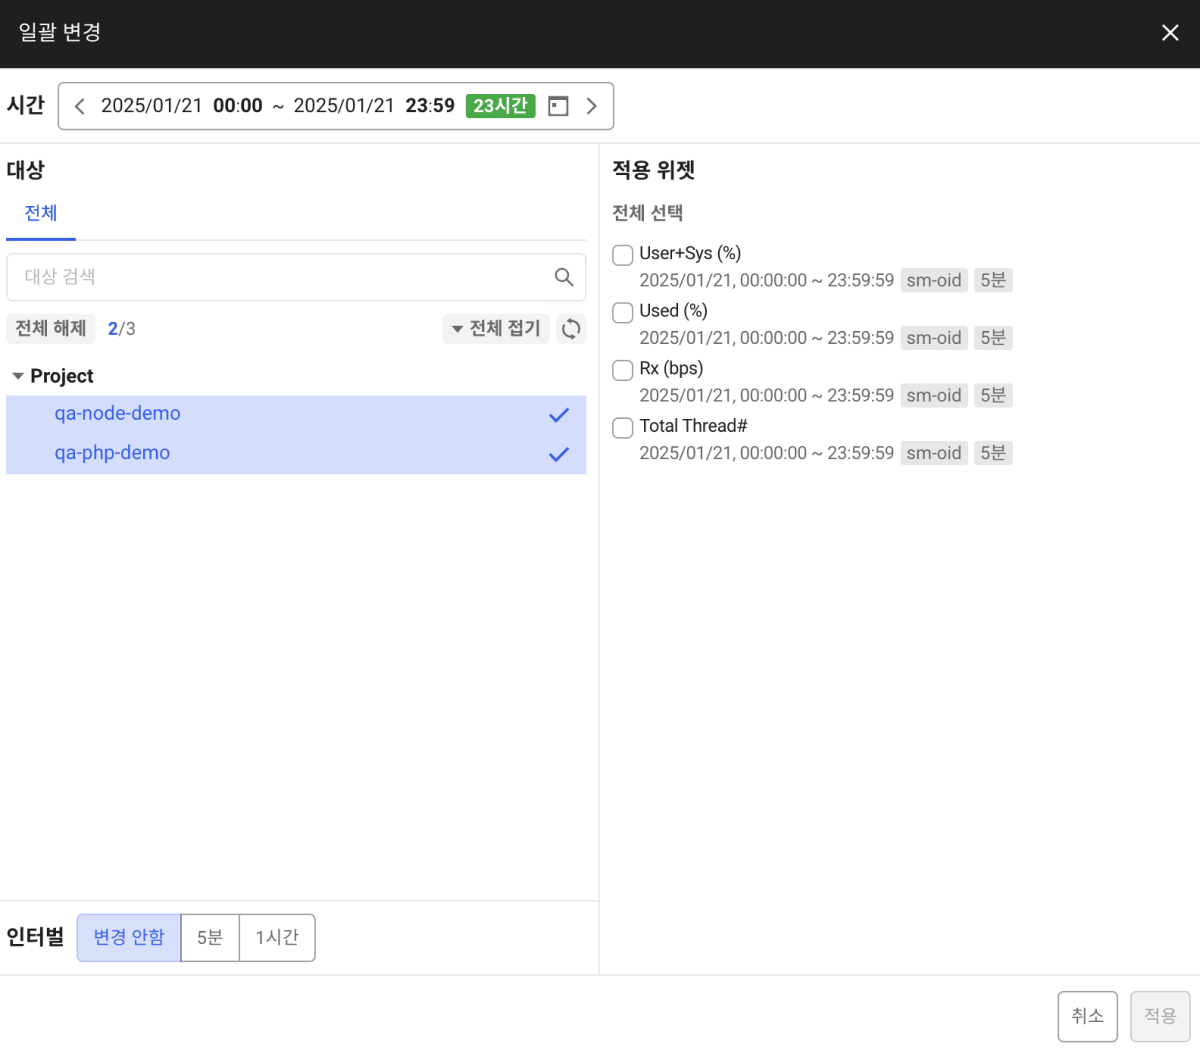 일괄 변경
시간 2025/01/21 00:00 ~ 2025/01/21 23:59 23시간
대상
전체
대상 검색
전체 해제 2/3 전체 접기
Project
qa-node-demo
qa-php-demo
인터벌 변경 안함 5분 1시간
적용 위젯
전체 선택
User+Sys (%)
2025/01/21, 00:00:00 ~ 23:59:59 sm-oid 5분
Used (%)
2025/01/21, 00:00:00 ~ 23:59:59 sm-oid 5분
Rx (bps)
2025/01/21, 00:00:00 ~ 23:59:59 sm-oid 5분
Total Thread#
2025/01/21, 00:00:00 ~ 23:59:59 sm-oid 5분
취소 적용